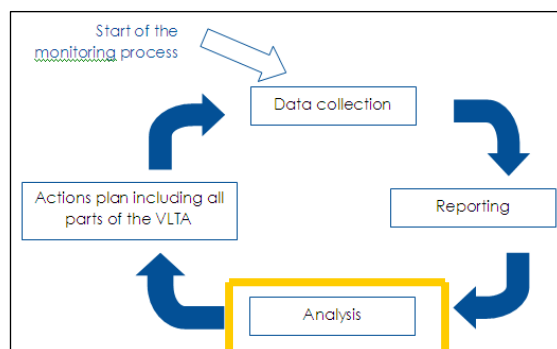 Start of the
monitoring process
Data collection
Reporting
Analysis
Actions plan including all
parts of the VLTA